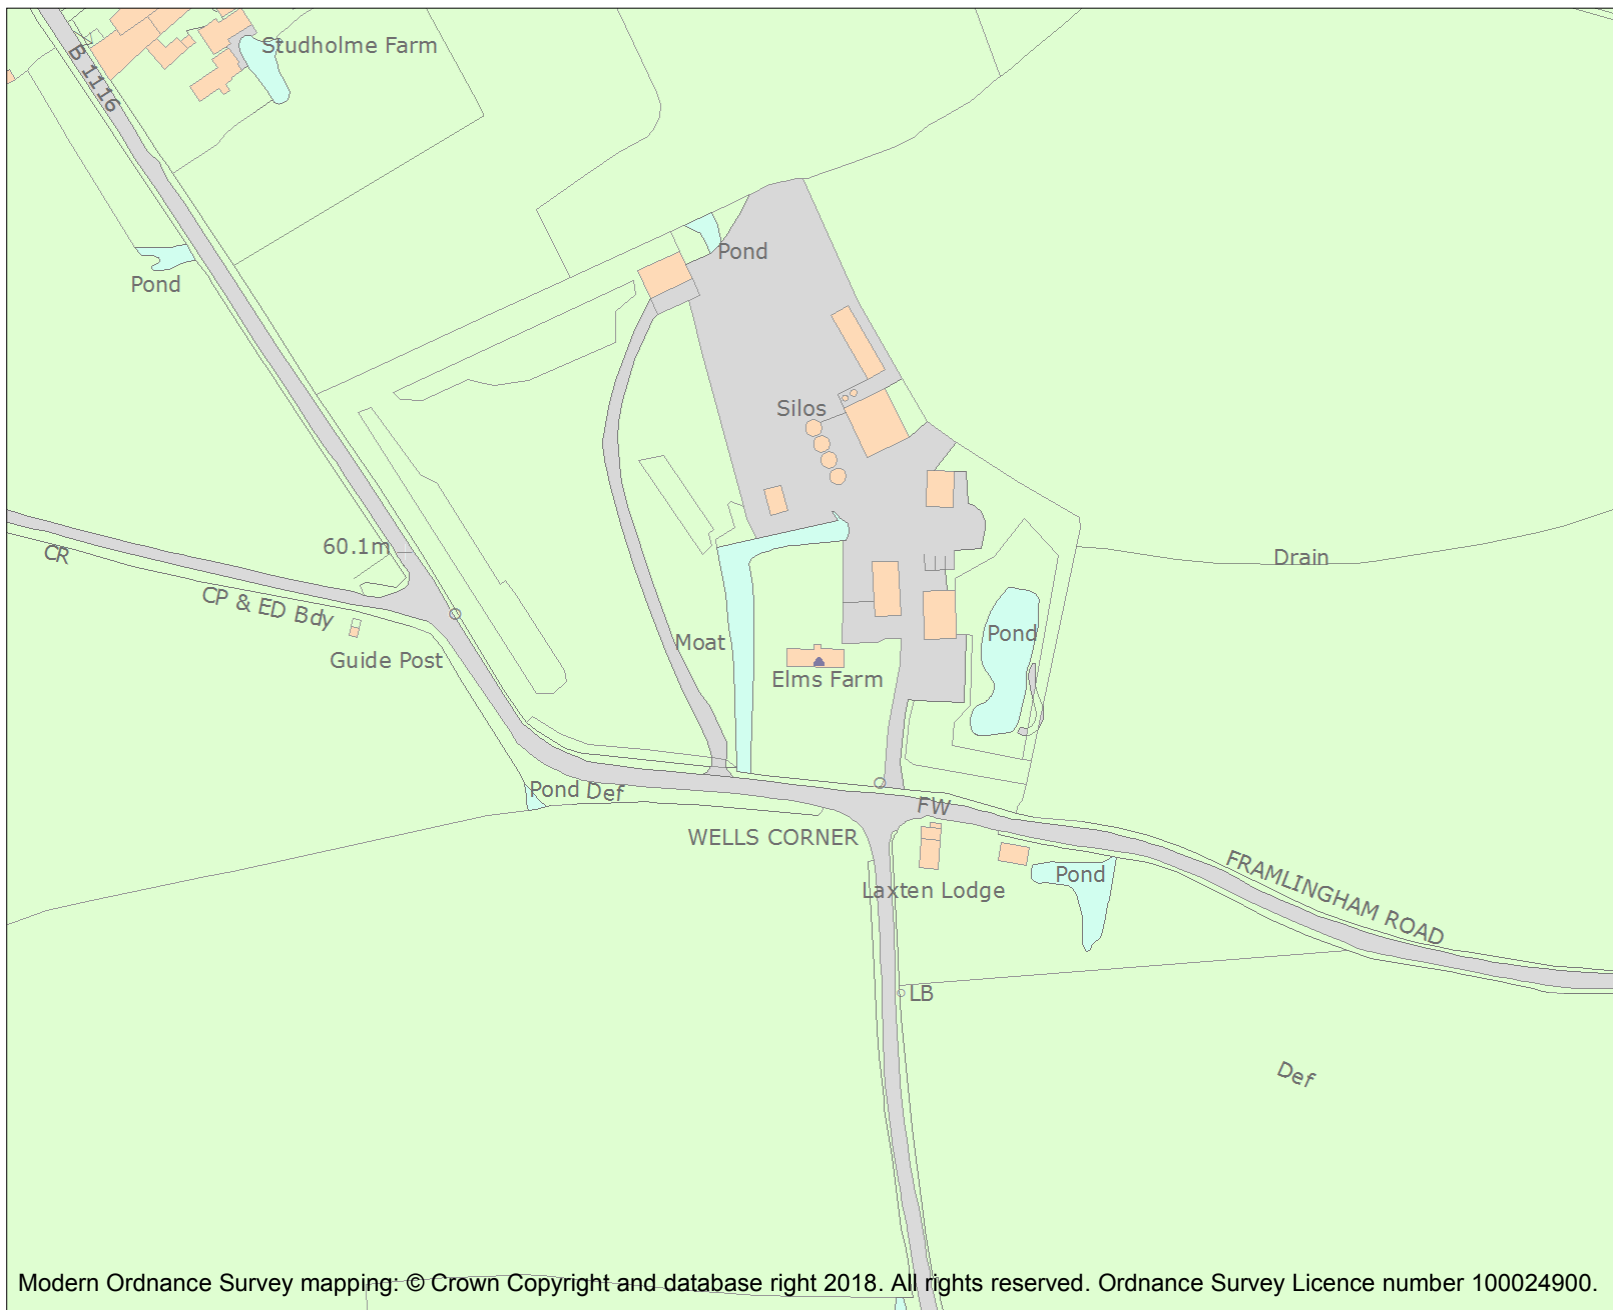 Studholme Farm
B 1116
Pond
Pond
Silos
60.1m
CR
CP & ED Bdy
Guide Post
Drain
Moat
Pond
Elms Farm
Pond Def
FW
WELLS CORNER
FRAMLINGHAM ROAD
Pond
Laxten Lodge
LB
Def
Modern Ordnance Survey mapping: © Crown Copyright and database right 2018. All rights reserved. Ordnance Survey Licence number 100024900.